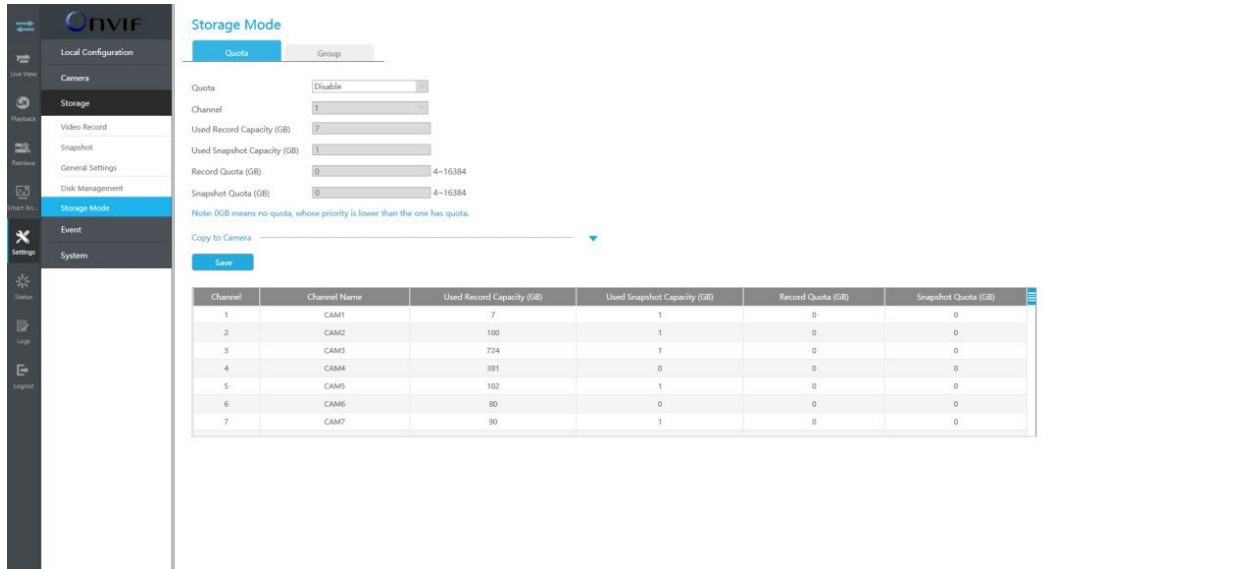 ONVIF
Live View
Playback
Retrieve
Smart An...
Settings
Status
Logs
Logout
Local Configuration
Camera
Storage
Video Record
Snapshot
General Settings
Disk Management
Storage Mode
Event
System
Storage Mode
Quota Group
Quota Disable
Channel 1
Used Record Capacity (GB) 7
Used Snapshot Capacity (GB) 1
Record Quota (GB) 0 4~16384
Snapshot Quota (GB) 0 4~16384
Note: 0GB means no quota, whose priority is lower than the one has quota.
Copy to Camera
Save
Channel Channel Name Used Record Capacity (GB) Used Snapshot Capacity (GB) Record Quota (GB) Snapshot Quota (GB)
1 CAM1 7 1 0 0
2 CAM2 100 1 0 0
3 CAM3 724 1 0 0
4 CAM4 381 0 0 0
5 CAM5 102 1 0 0
6 CAM6 80 0 0 0
7 CAM7 90 1 0 0